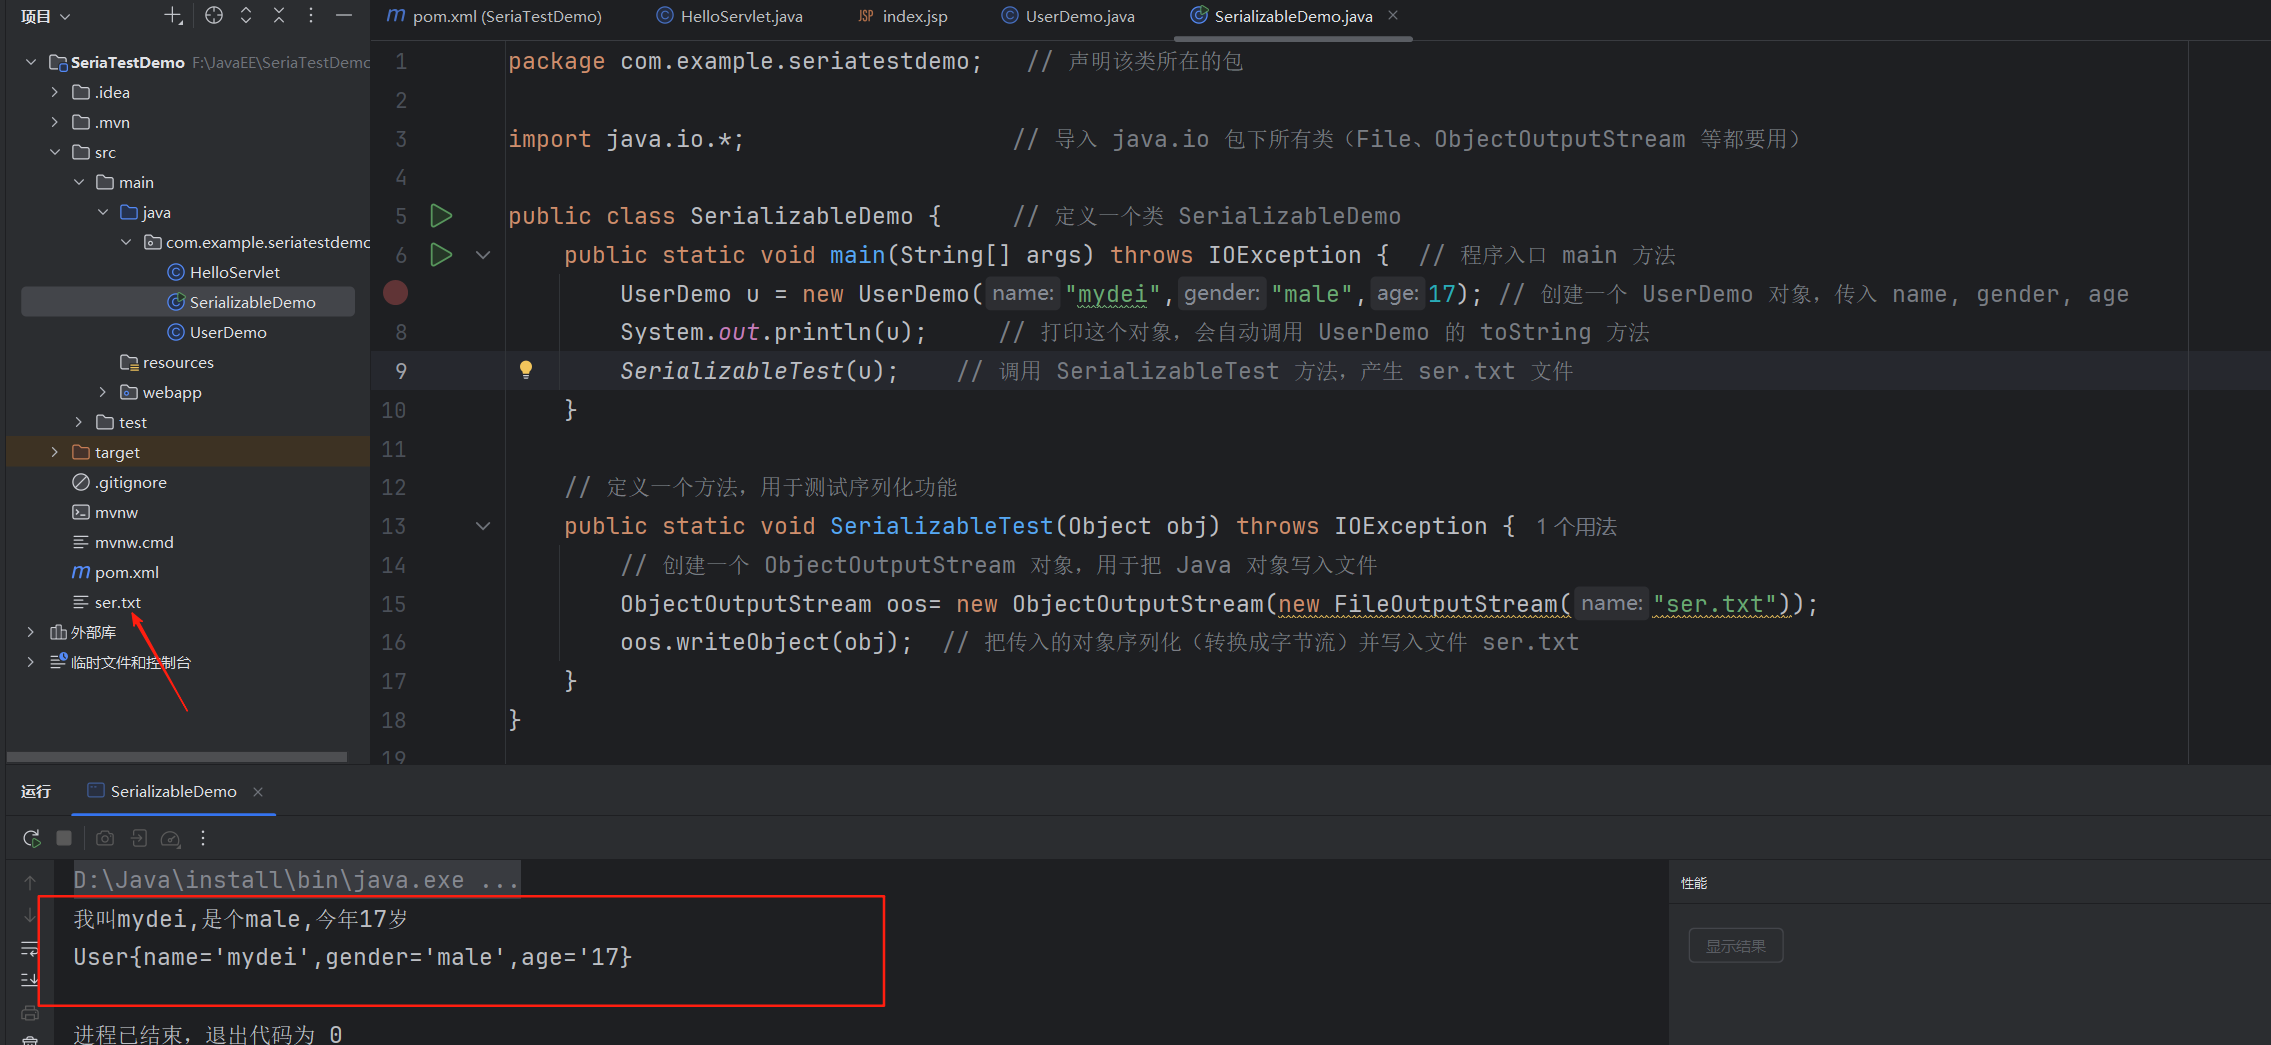 项目
pom.xml (SeriaTestDemo)
HelloServlet.java
index.jsp
UserDemo.java
SerializableDemo.java
SeriaTestDemo F:\JavaEE\SeriaTestDemo
.idea
.mvn
src
main
java
com.example.seriatestdemo
HelloServlet
SerializableDemo
UserDemo
resources
webapp
test
target
.gitignore
mvnw
mvnw.cmd
pom.xml
ser.txt
外部库
临时文件和控制台
1 package com.example.seriatestdemo; // 声明该类所在的包
2
3 import java.io.*; // 导入 java.io 包下所有类（File、ObjectOutputStream 等都要用）
4
5 public class SerializableDemo { // 定义一个类 SerializableDemo
6 public static void main(String[] args) throws IOException { // 程序入口 main 方法
UserDemo u = new UserDemo( name: "mydei", gender: "male", age: 17); // 创建一个 UserDemo 对象，传入 name, gender, age
8 System.out.println(u); // 打印这个对象，会自动调用 UserDemo 的 toString 方法
9 SerializableTest(u); // 调用 SerializableTest 方法，产生 ser.txt 文件
10 }
11
12 // 定义一个方法，用于测试序列化功能
13 public static void SerializableTest(Object obj) throws IOException { 1个用法
14 // 创建一个 ObjectOutputStream 对象，用于把 Java 对象写入文件
15 ObjectOutputStream oos= new ObjectOutputStream(new FileOutputStream( name: "ser.txt"));
16 oos.writeObject(obj); // 把传入的对象序列化（转换成字节流）并写入文件 ser.txt
17 }
18 }
19
运行
SerializableDemo
D:\Java\install\bin\java.exe ...
我叫mydei,是个male,今年17岁
User{name='mydei',gender='male',age='17}
进程已结束，退出代码为 0
性能
显示结果